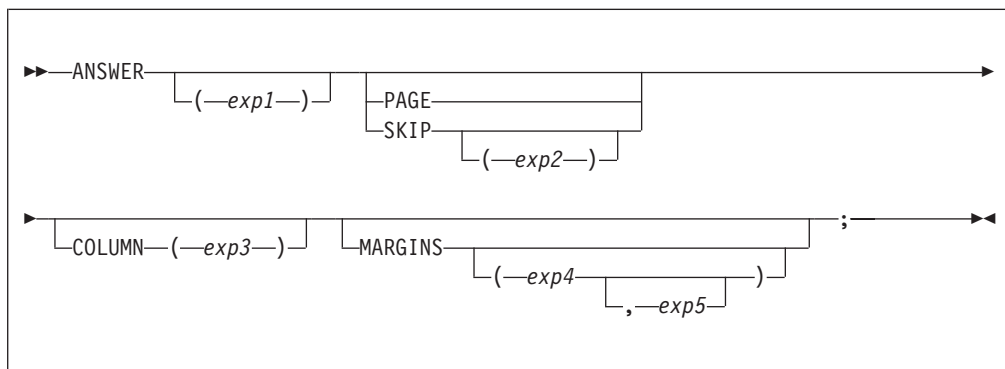 ANSWER
(exp1)
PAGE
SKIP
(exp2)
COLUMN (exp3)
MARGINS
(exp4 )
, exp5
;